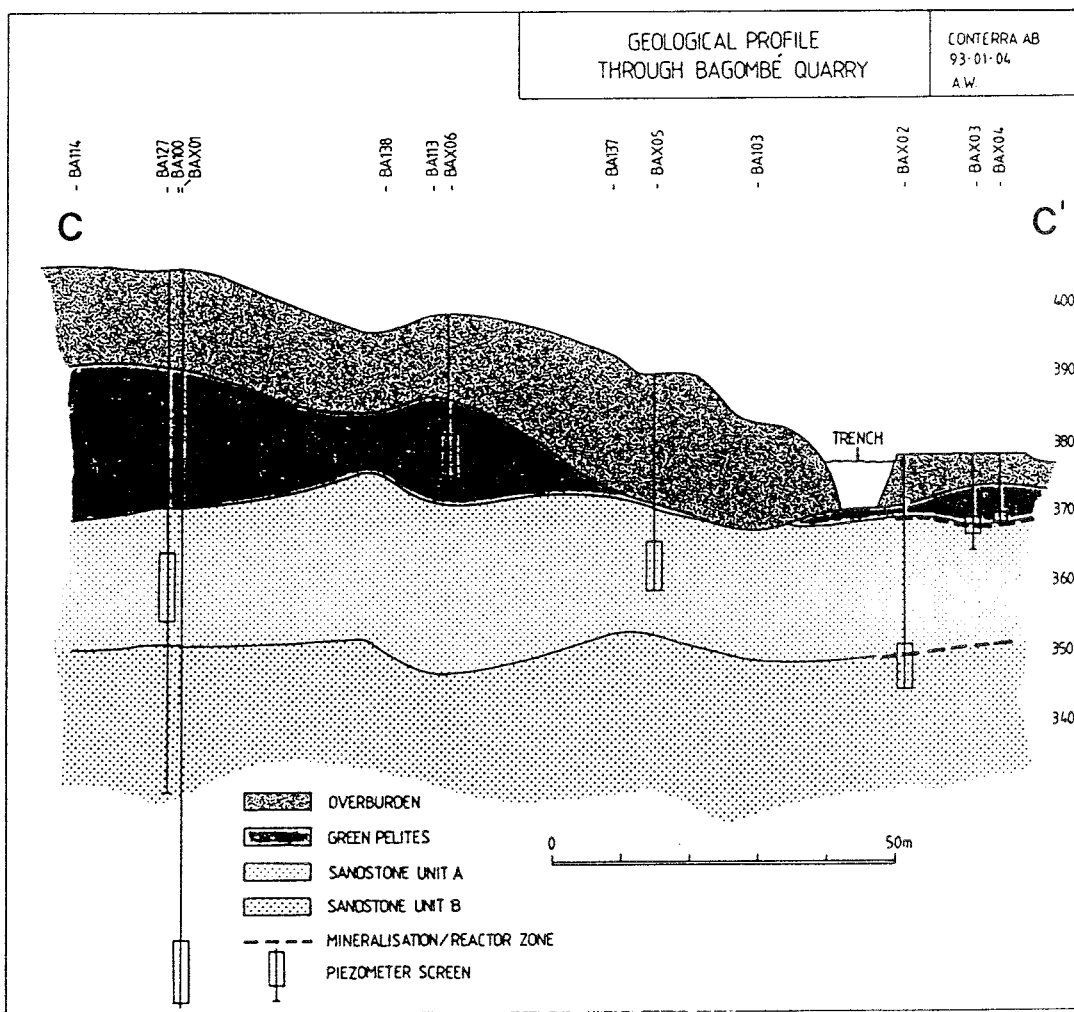 GEOLOGICAL PROFILE
THROUGH BAGOMBÉ QUARRY
CONTERRA AB
93-01-04
A.W.
BA114
BA127
BA100
BAX01
BA138
BA113
BAX06
BA137
BAX05
BA103
BAX02
BAX03
BAX04
C
C'
400
390
380
TRENCH
370
360
350
340
OVERBURDEN
GREEN PELITES
SANDSTONE UNIT A
SANDSTONE UNIT B
MINERALISATION/REACTOR ZONE
PIEZOMETER SCREEN
0
50m